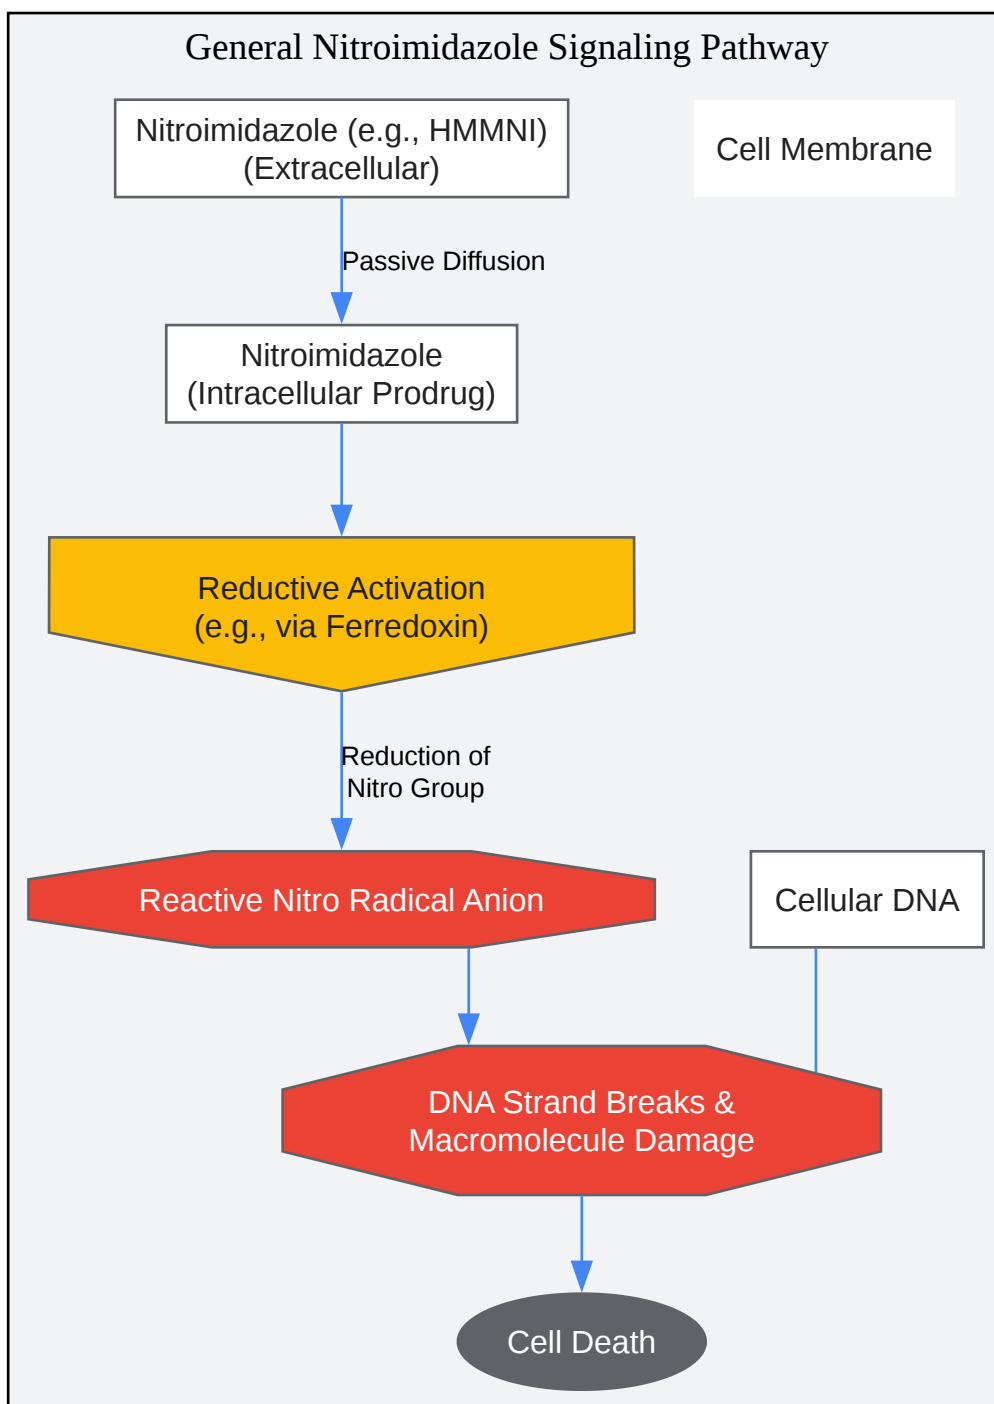 General Nitroimidazole Signaling Pathway
Nitroimidazole (e.g., HMMNI)
(Extracellular)
Cell Membrane
Passive Diffusion
Nitroimidazole
(Intracellular Prodrug)
Reductive Activation
(e.g., via Ferredoxin)
Reduction of
Nitro Group
Reactive Nitro Radical Anion
Cellular DNA
DNA Strand Breaks &
Macromolecule Damage
Cell Death